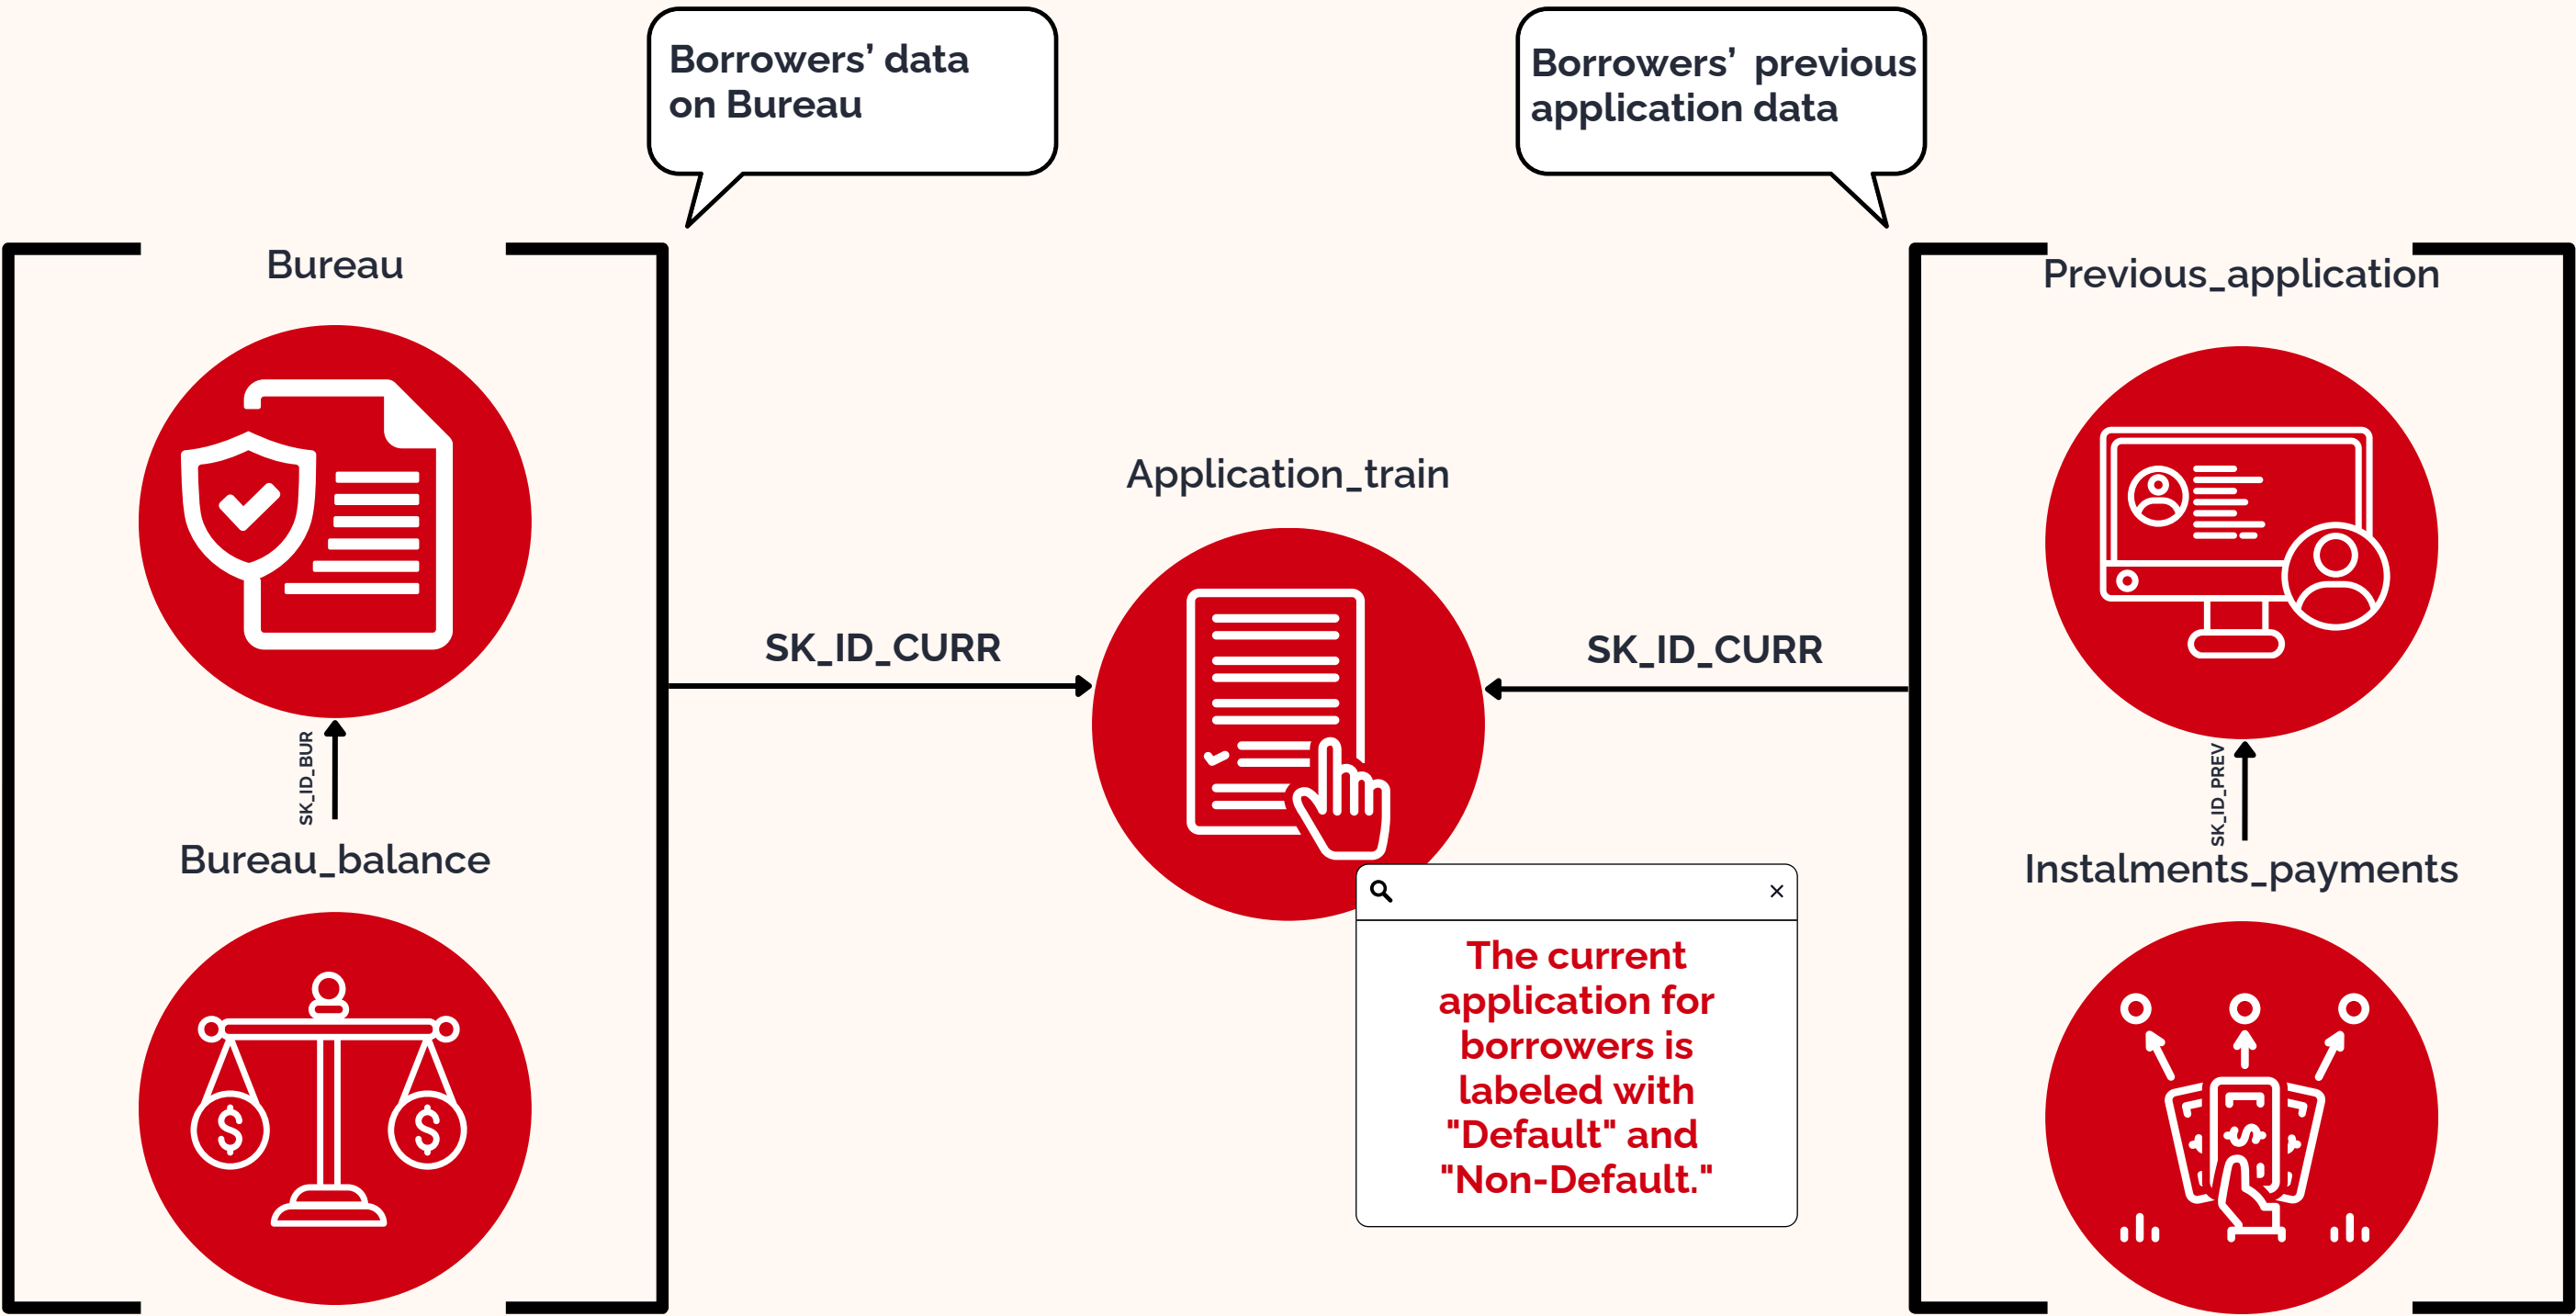 Borrowers’ data
on Bureau
Borrowers’ previous
application data
Bureau
Previous_application
Application_train
SK_ID_CURR
SK_ID_CURR
SK_ID_BUR
SK_ID_PREV
Bureau_balance
Instalments_payments
The current
application for
borrowers is
labeled with
"Default" and
"Non-Default."